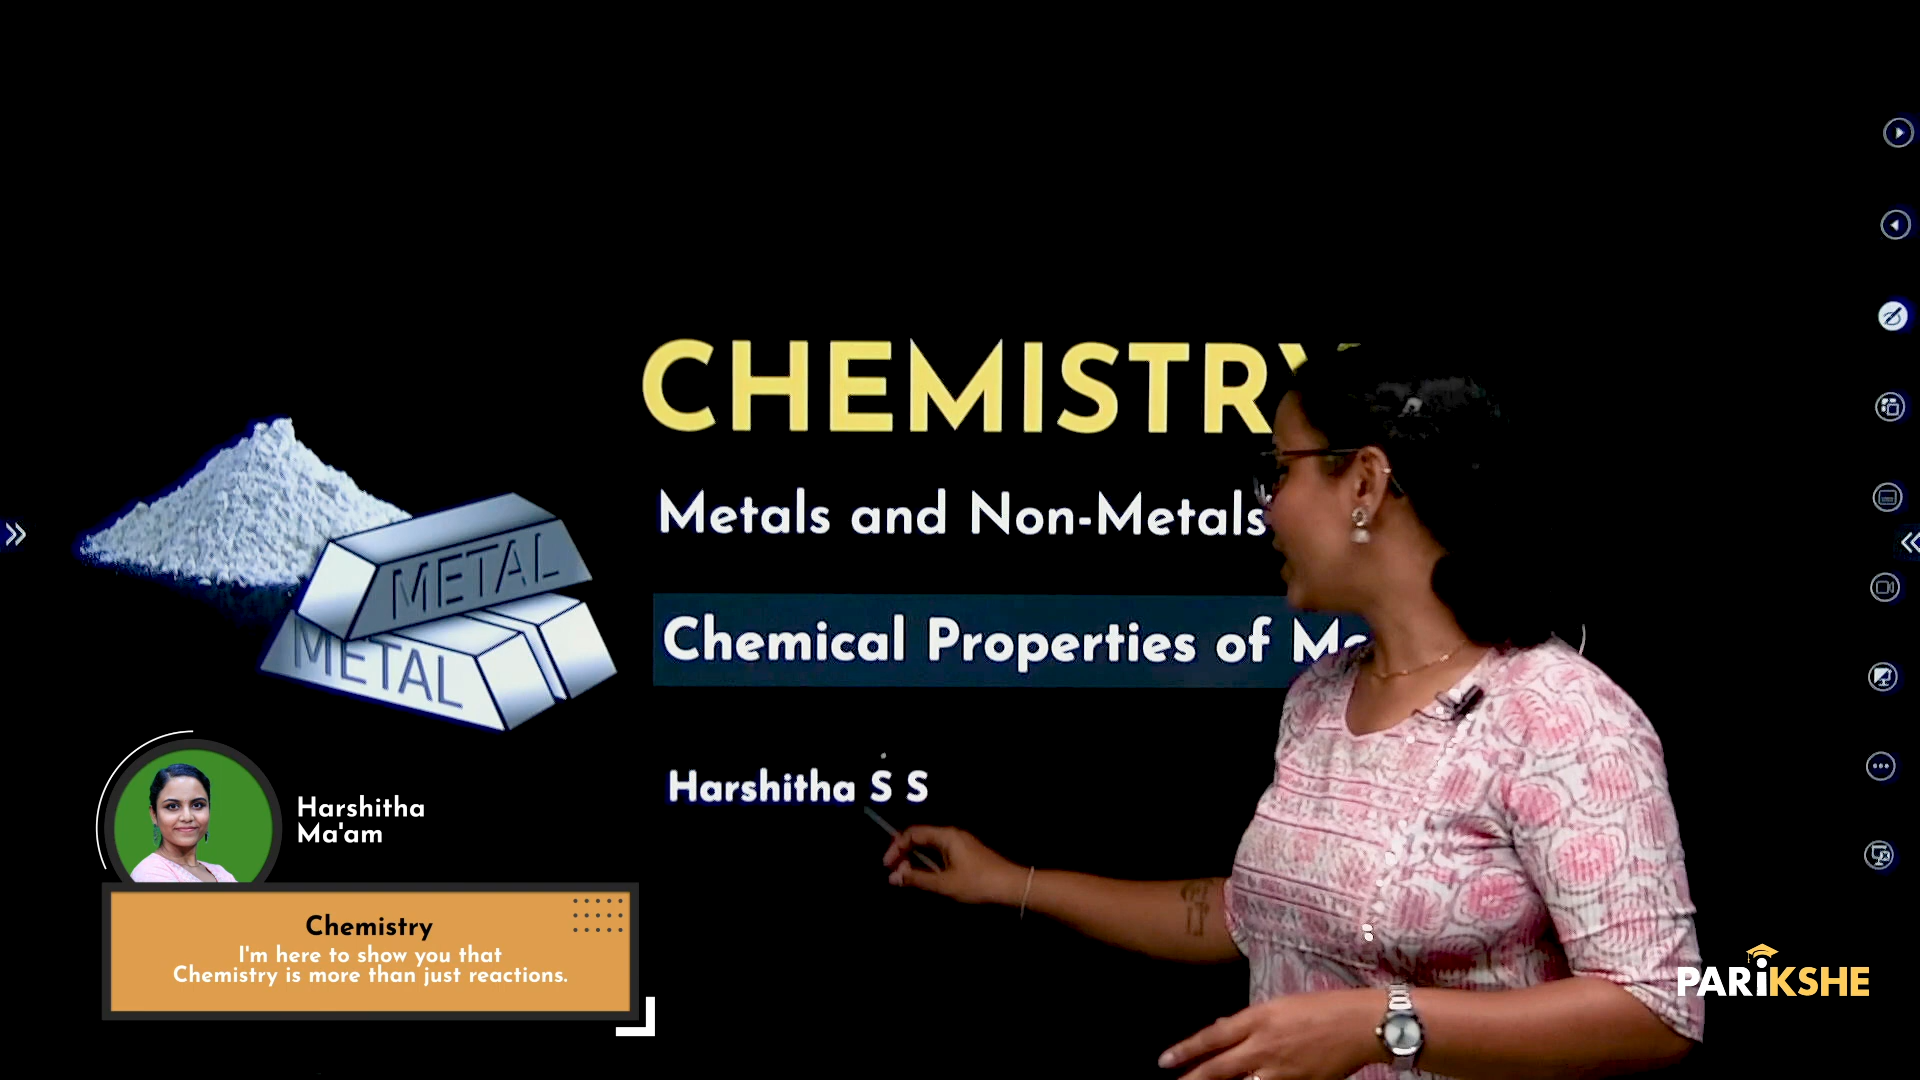 CHEMISTRY
Metals and Non-Metals
Chemical Properties of
Harshitha S S
METAL
METAL
Harshitha
Ma'am
Chemistry
I'm here to show you that
Chemistry is more than just reactions.
PARIKSHE